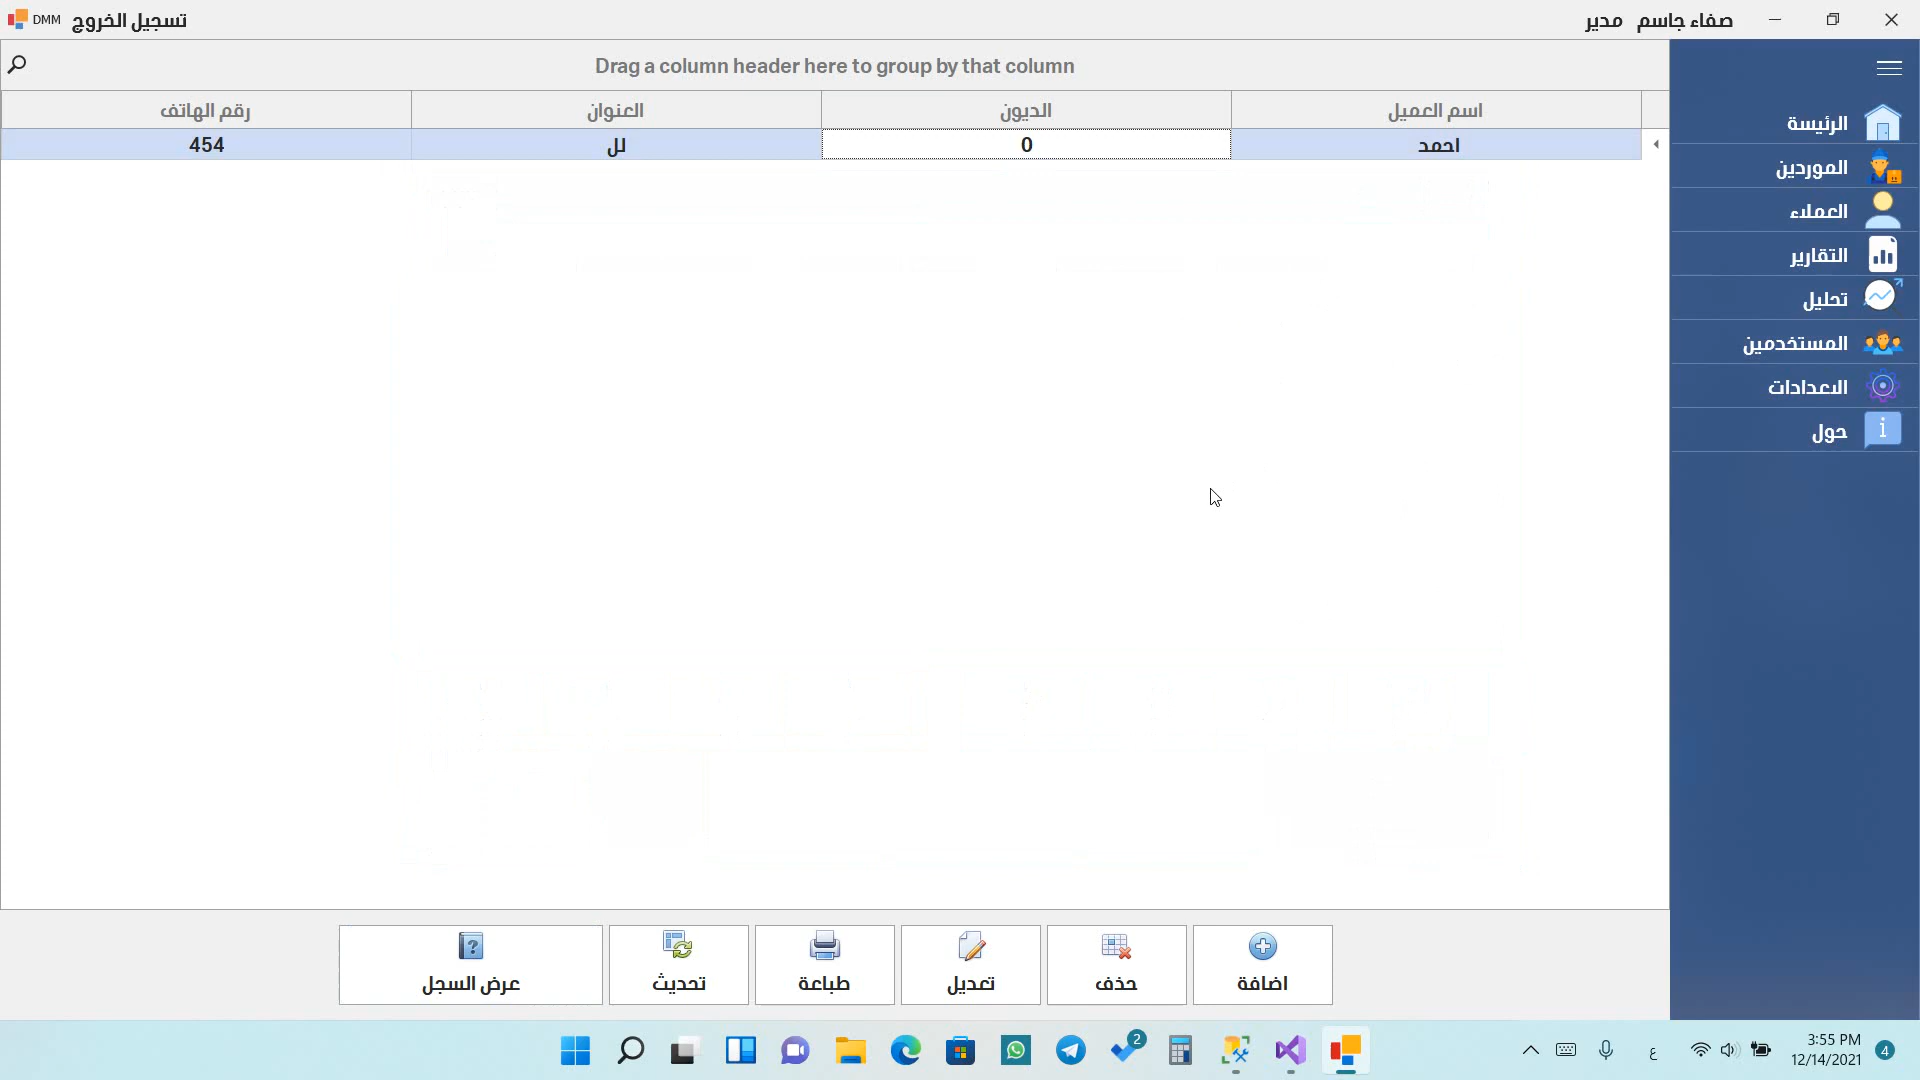 DMM تسجيل الخروج
صفاء جاسم مدير
Drag a column header here to group by that column
اسم العميل الديون العنوان رقم الهاتف
احمد 0 لل 454
الرئيسة
الموردين
العملاء
التقارير
تحليل
المستخدمين
الاعدادات
حول
اضافة حذف تعديل طباعة تحديث عرض السجل
2
ع
3:55 PM
12/14/2021
4